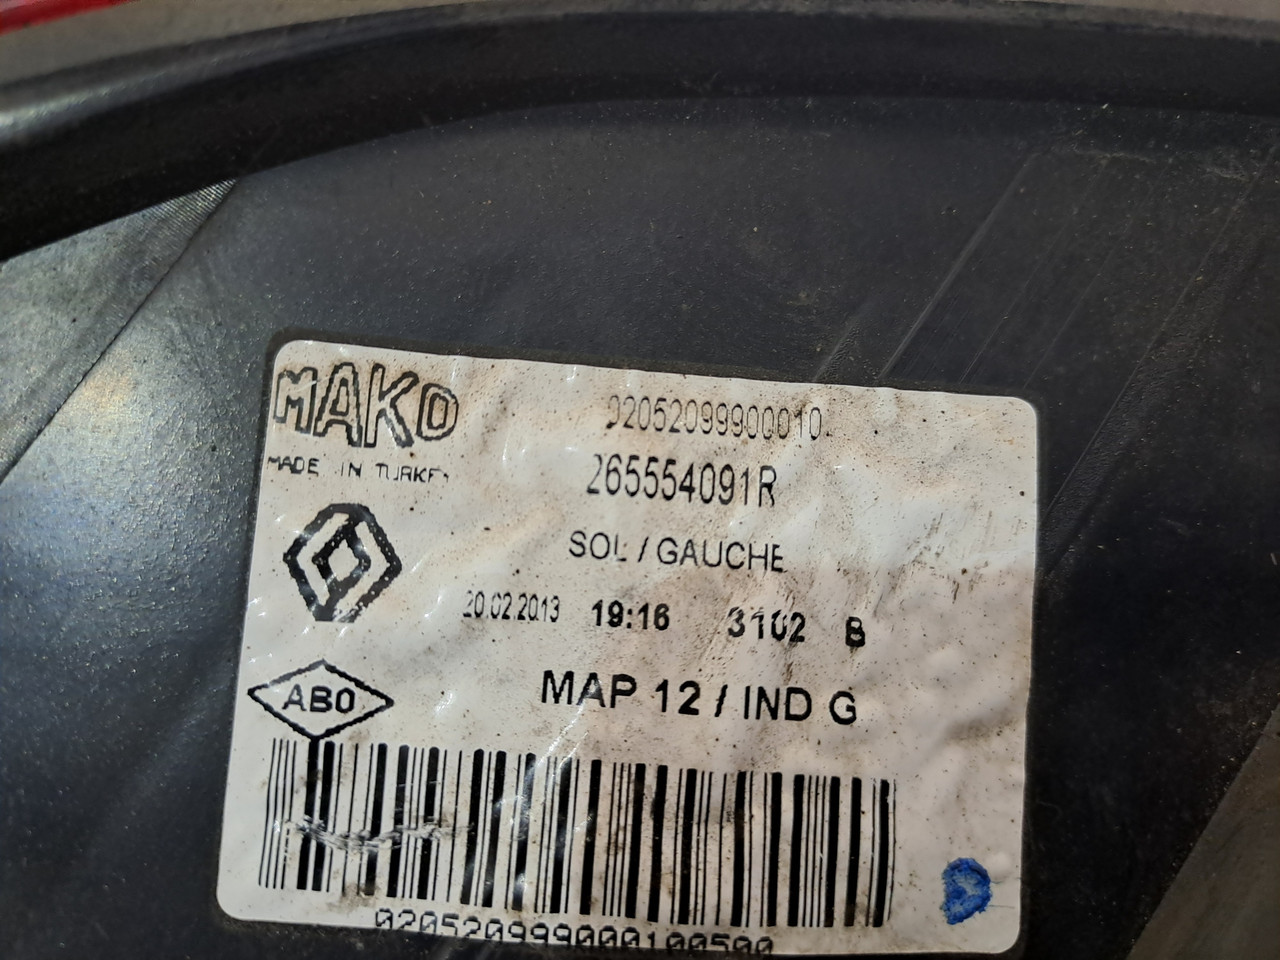 MAKO
02052099900010
MADE IN TURKEY
265554091R
SOL / GAUCHE
20.02.2013 19:16 3102 B
ABO
MAP 12 / IND G
020520999000100500